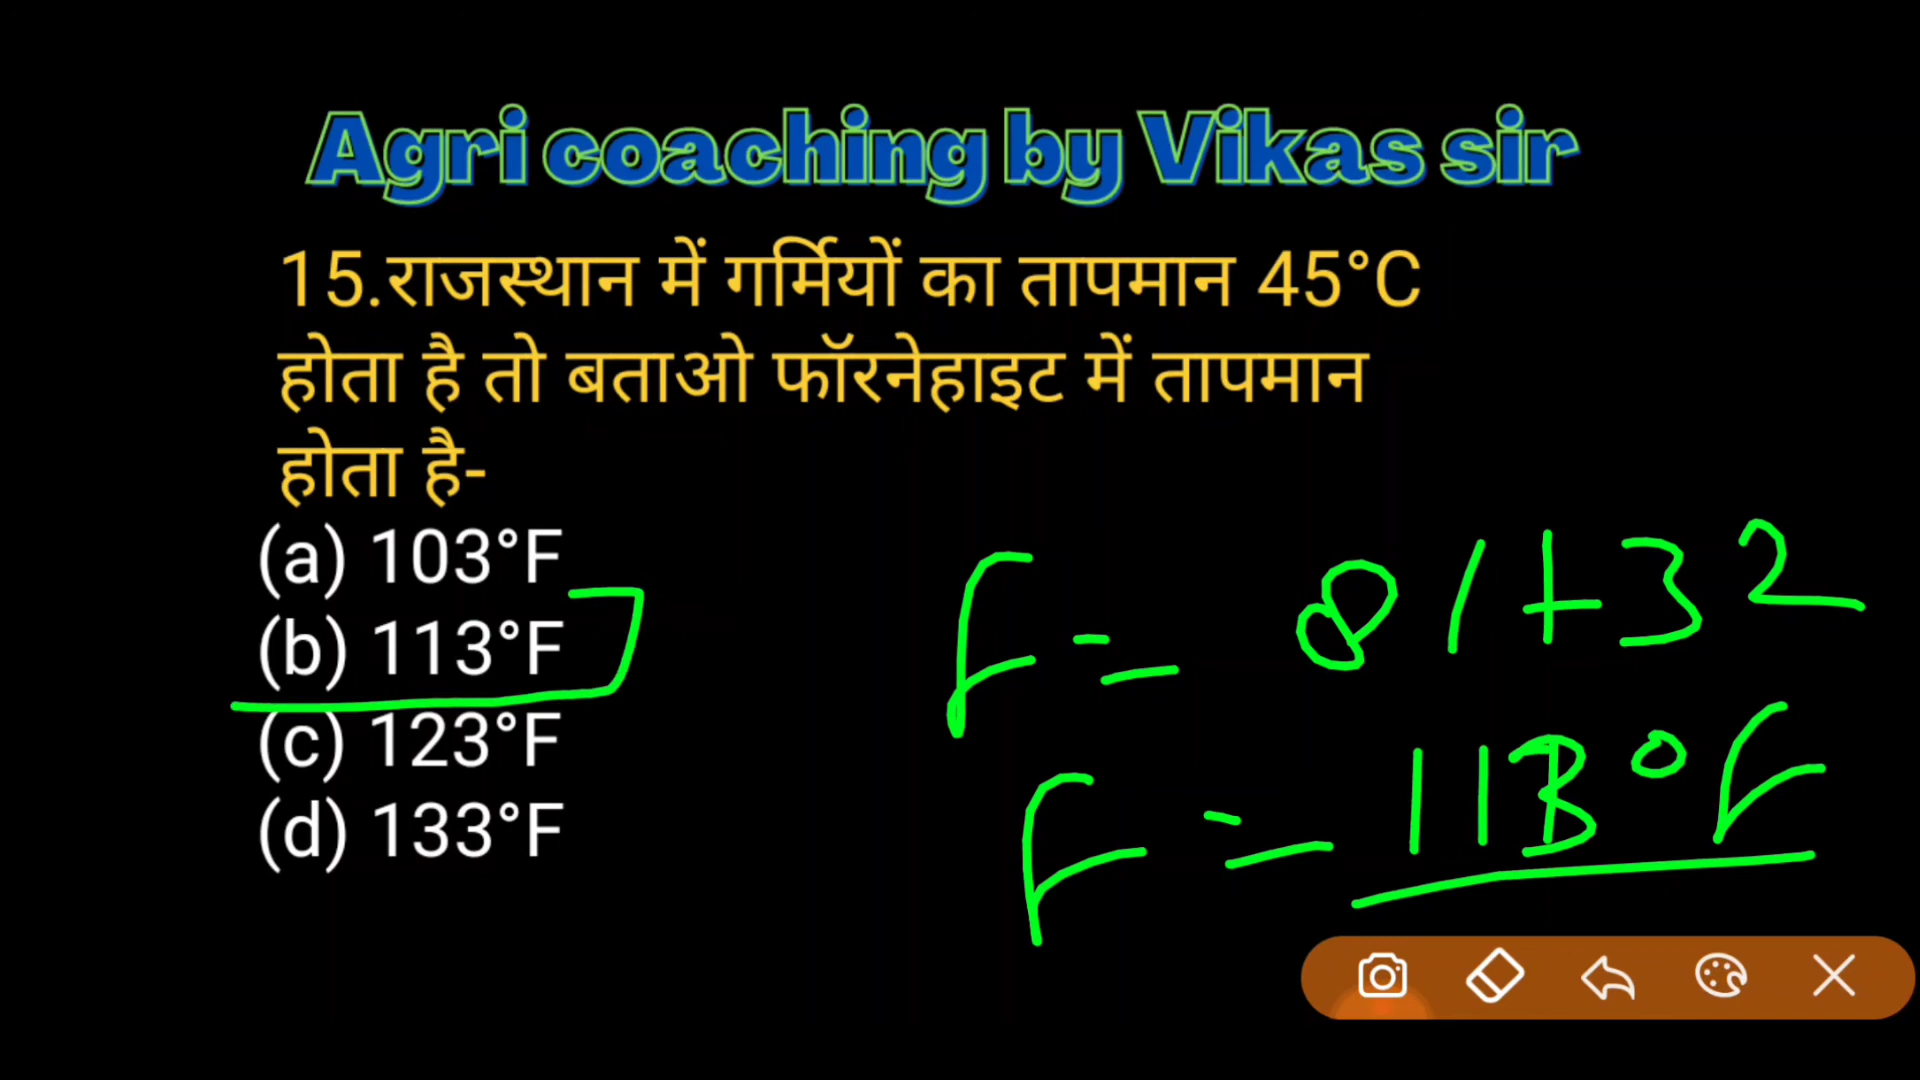 Agri coaching by Vikas sir
15.राजस्थान में गर्मियों का तापमान 45°C
होता है तो बताओ फॉरनेहाइट में तापमान
होता है-
(a) 103°F
(b) 113°F
(c) 123°F
(d) 133°F
F = 81+32
F = 113°F